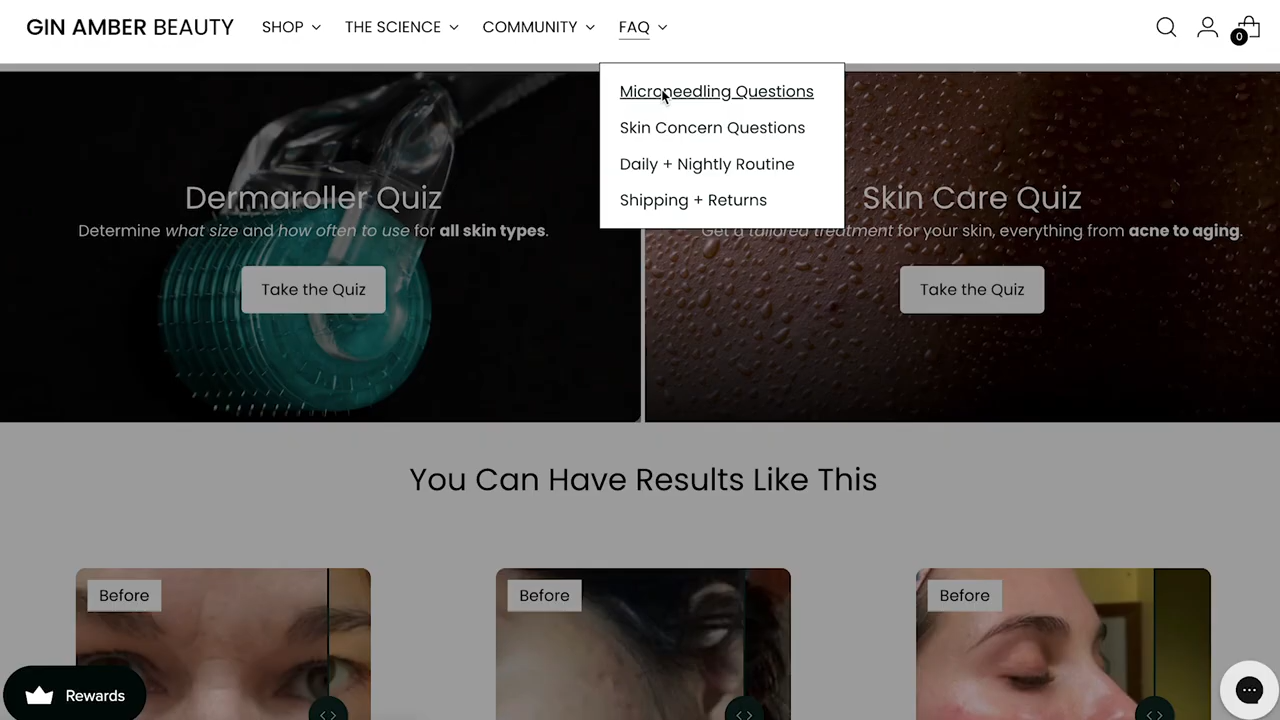 GIN AMBER BEAUTY
SHOP
THE SCIENCE
COMMUNITY
FAQ
0
Microneedling Questions
Skin Concern Questions
Daily + Nightly Routine
Shipping + Returns
Dermaroller Quiz
Determine what size and how often to use for all skin types.
Take the Quiz
Skin Care Quiz
Get a tailored treatment for your skin, everything from acne to aging.
Take the Quiz
You Can Have Results Like This
Before
Before
Before
Rewards